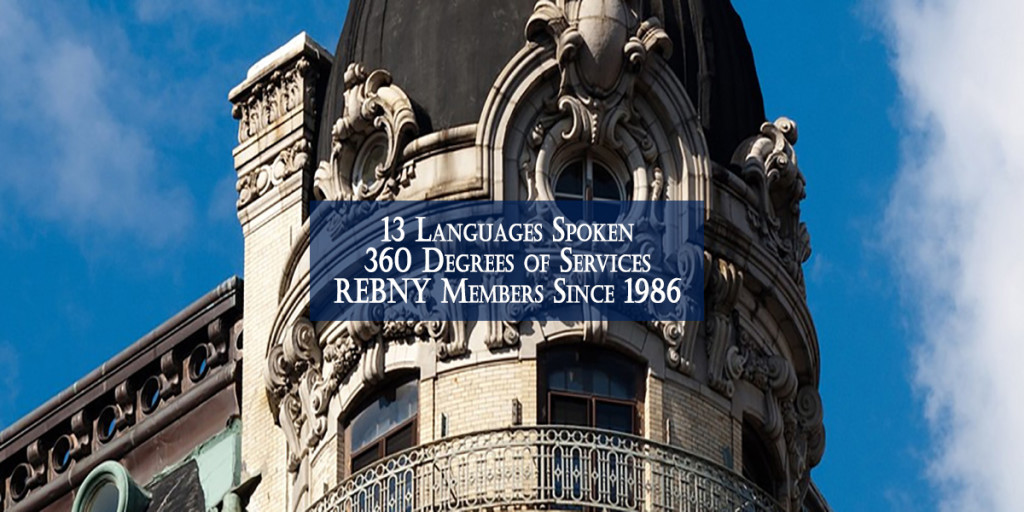 13 Languages Spoken
360 Degrees of Services
REBNY Members Since 1986